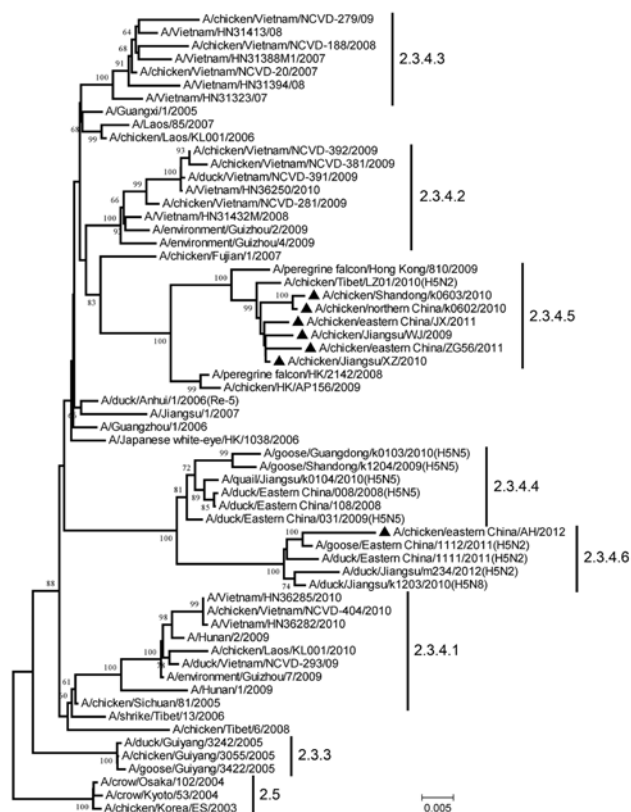 A/chicken/Vietnam/NCVD-279/09
64
A/Vietnam/HN31413/08
A/chicken/Vietnam/NCVD-188/2008
68
A/Vietnam/HN31388M1/2007
2.3.4.3
91
A/chicken/Vietnam/NCVD-20/2007
100
A/Vietnam/HN31394/08
A/Vietnam/HN31323/07
A/Guangxi/1/2005
68
A/Laos/85/2007
99
A/chicken/Laos/KL001/2006
93
A/chicken/Vietnam/NCVD-392/2009
A/chicken/Vietnam/NCVD-381/2009
99
A/duck/Vietnam/NCVD-391/2009
A/Vietnam/HN36250/2010
2.3.4.2
66
A/chicken/Vietnam/NCVD-281/2009
100
A/Vietnam/HN31432M/2008
A/environment/Guizhou/2/2009
A/environment/Guizhou/4/2009
A/chicken/Fujian/1/2007
83
A/peregrine falcon/Hong Kong/810/2009
100
A/chicken/Tibet/LZ01/2010(H5N2)
100
A/chicken/Shandong/k0603/2010
100
A/chicken/northern China/k0602/2010
A/chicken/eastern China/JX/2011
2.3.4.5
100
A/chicken/Jiangsu/WJ/2009
A/chicken/eastern China/ZG56/2011
A/chicken/Jiangsu/XZ/2010
A/peregrine falcon/HK/2142/2008
99
A/chicken/HK/AP156/2009
A/duck/Anhui/1/2006(Re-5)
A/Jiangsu/1/2007
A/Guangzhou/1/2006
A/Japanese white-eye/HK/1038/2006
99
A/goose/Guangdong/k0103/2010(H5N5)
72
A/goose/Shandong/k1204/2009(H5N5)
A/quail/Jiangsu/k0104/2010(H5N5)
81
A/duck/Eastern China/008/2008(H5N5)
2.3.4.4
89
85
A/duck/Eastern China/108/2008
A/duck/Eastern China/031/2009(H5N5)
100
100
A/chicken/eastern China/AH/2012
A/goose/Eastern China/1112/2011(H5N2)
A/duck/Eastern China/1111/2011(H5N2)
2.3.4.6
100
A/duck/Jiangsu/m234/2012(H5N2)
74
A/duck/Jiangsu/k1203/2010(H5N8)
88
A/Vietnam/HN36285/2010
99
A/chicken/Vietnam/NCVD-404/2010
98
A/Vietnam/HN36282/2010
A/Hunan/2/2009
A/chicken/Laos/KL001/2010
2.3.4.1
100
A/duck/Vietnam/NCVD-293/09
A/environment/Guizhou/7/2009
100
A/Hunan/1/2009
61
A/chicken/Sichuan/81/2005
60
A/shrike/Tibet/13/2006
A/chicken/Tibet/6/2008
A/duck/Guiyang/3242/2005
100
A/chicken/Guiyang/3055/2005
2.3.3
A/goose/Guiyang/3422/2005
A/crow/Osaka/102/2004
A/crow/Kyoto/53/2004
2.5
100
A/chicken/Korea/ES/2003
0.005